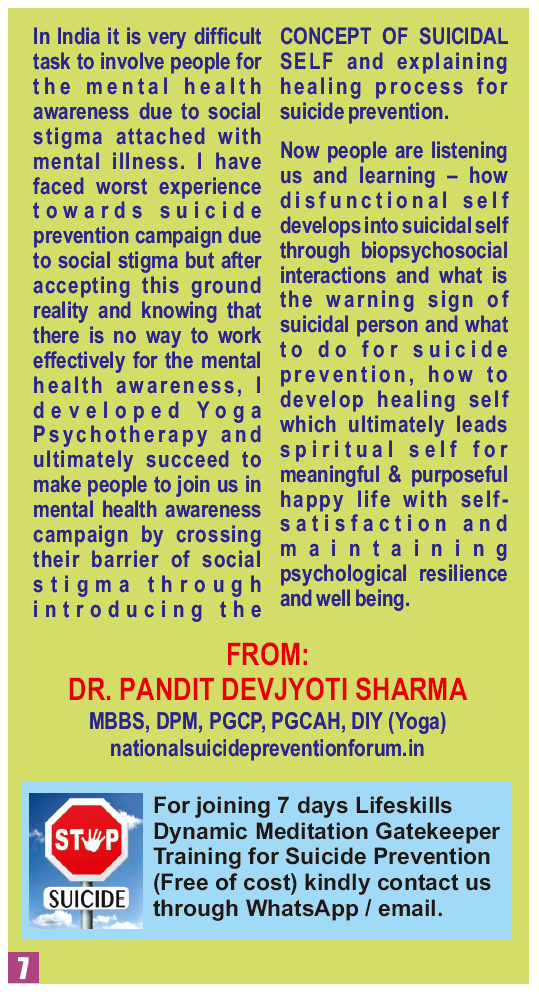 In India it is very difficult
task to involve people for
the mental health
awareness due to social
stigma attached with
mental illness. I have
faced worst experience
towards suicide
prevention campaign due
to social stigma but after
accepting this ground
reality and knowing that
there is no way to work
effectively for the mental
health awareness, I
developed Yoga
Psychotherapy and
ultimately succeed to
make people to join us in
mental health awareness
campaign by crossing
their barrier of social
stigma through
introducing the
CONCEPT OF SUICIDAL
SELF and explaining
healing process for
suicide prevention.
Now people are listening
us and learning – how
disfunctional self
develops into suicidal self
through biopsychosocial
interactions and what is
the warning sign of
suicidal person and what
to do for suicide
prevention, how to
develop healing self
which ultimately leads
spiritual self for
meaningful & purposeful
happy life with self-
satisfaction and
maintaining
psychological resilience
and well being.
FROM:
DR. PANDIT DEVJYOTI SHARMA
MBBS, DPM, PGCP, PGCAH, DIY (Yoga)
nationalsuicidepreventionforum.in
STOP
SUICIDE
For joining 7 days Lifeskills
Dynamic Meditation Gatekeeper
Training for Suicide Prevention
(Free of cost) kindly contact us
through WhatsApp / email.
7